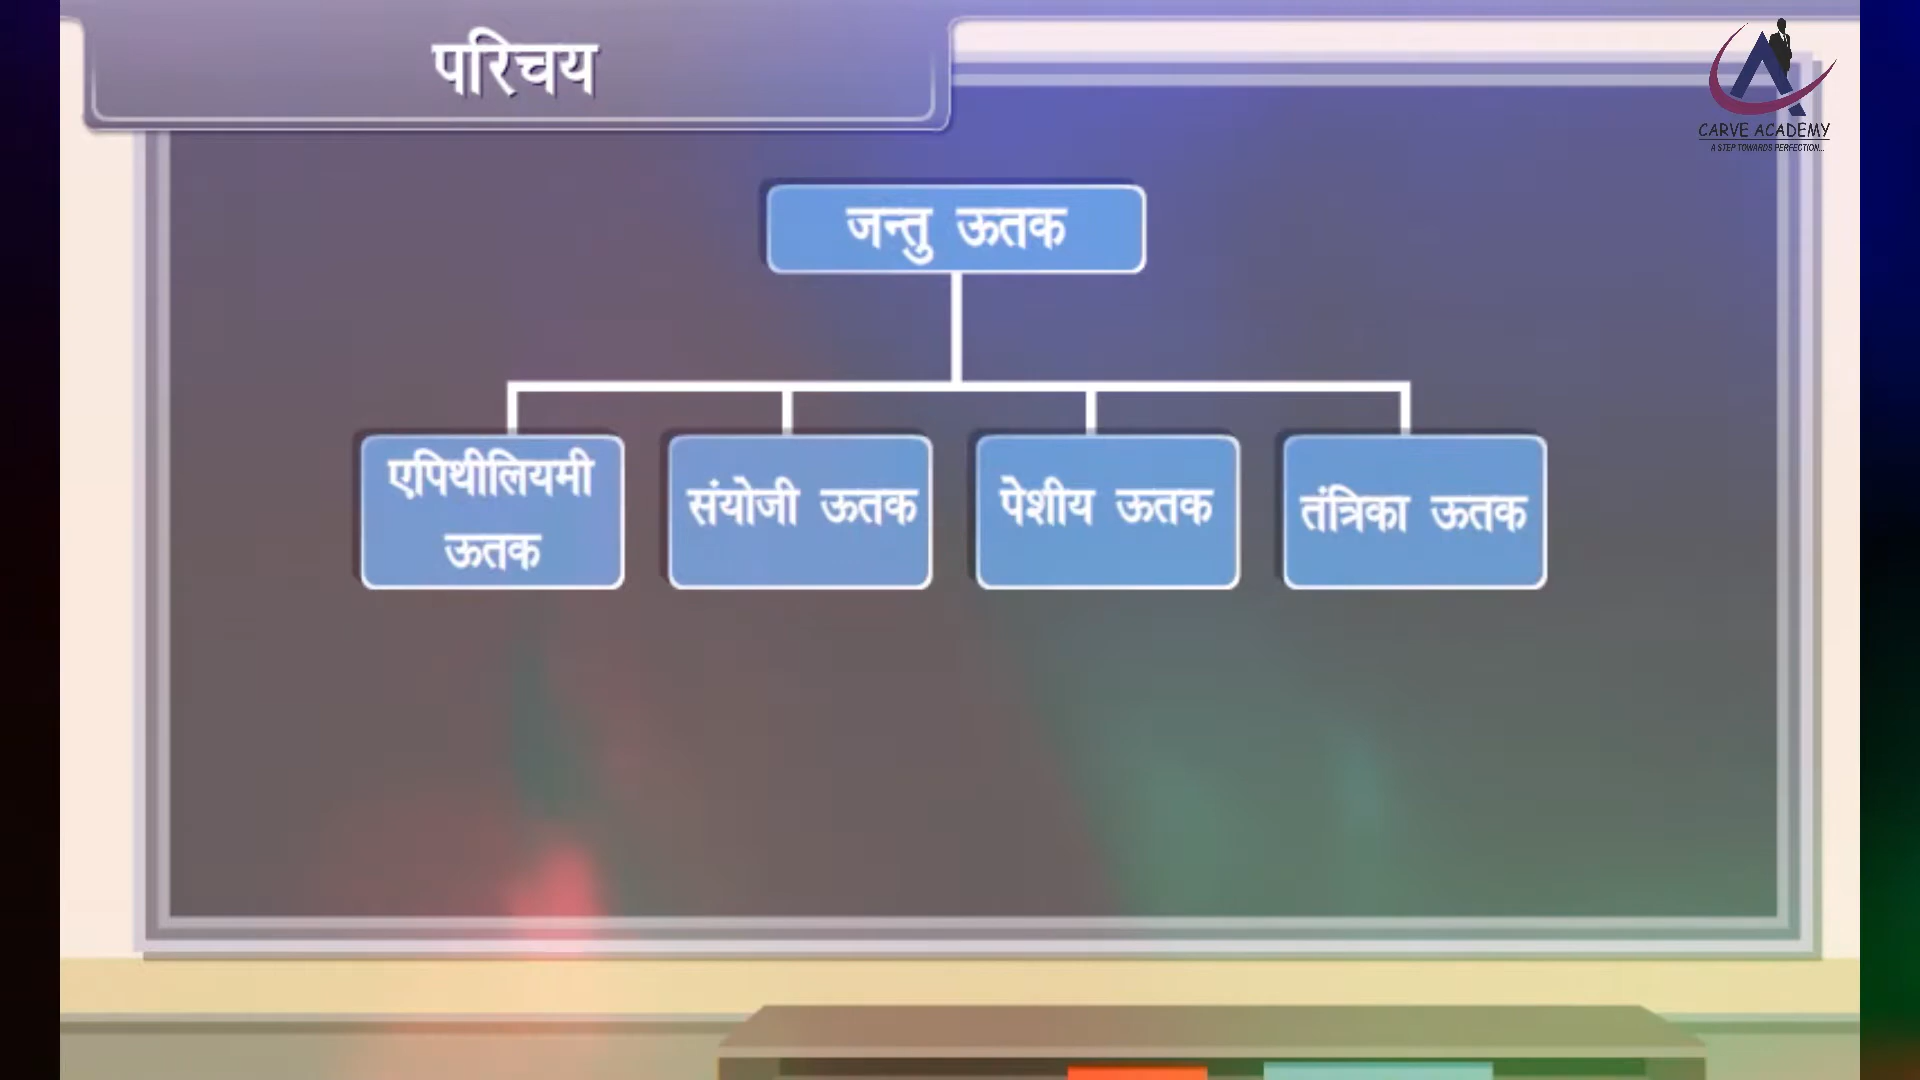 परिचय
CARVE ACADEMY
A STEP TOWARDS PERFECTION...
जन्तु ऊतक
एपिथीलियमी
ऊतक
संयोजी ऊतक
पेशीय ऊतक
तंत्रिका ऊतक